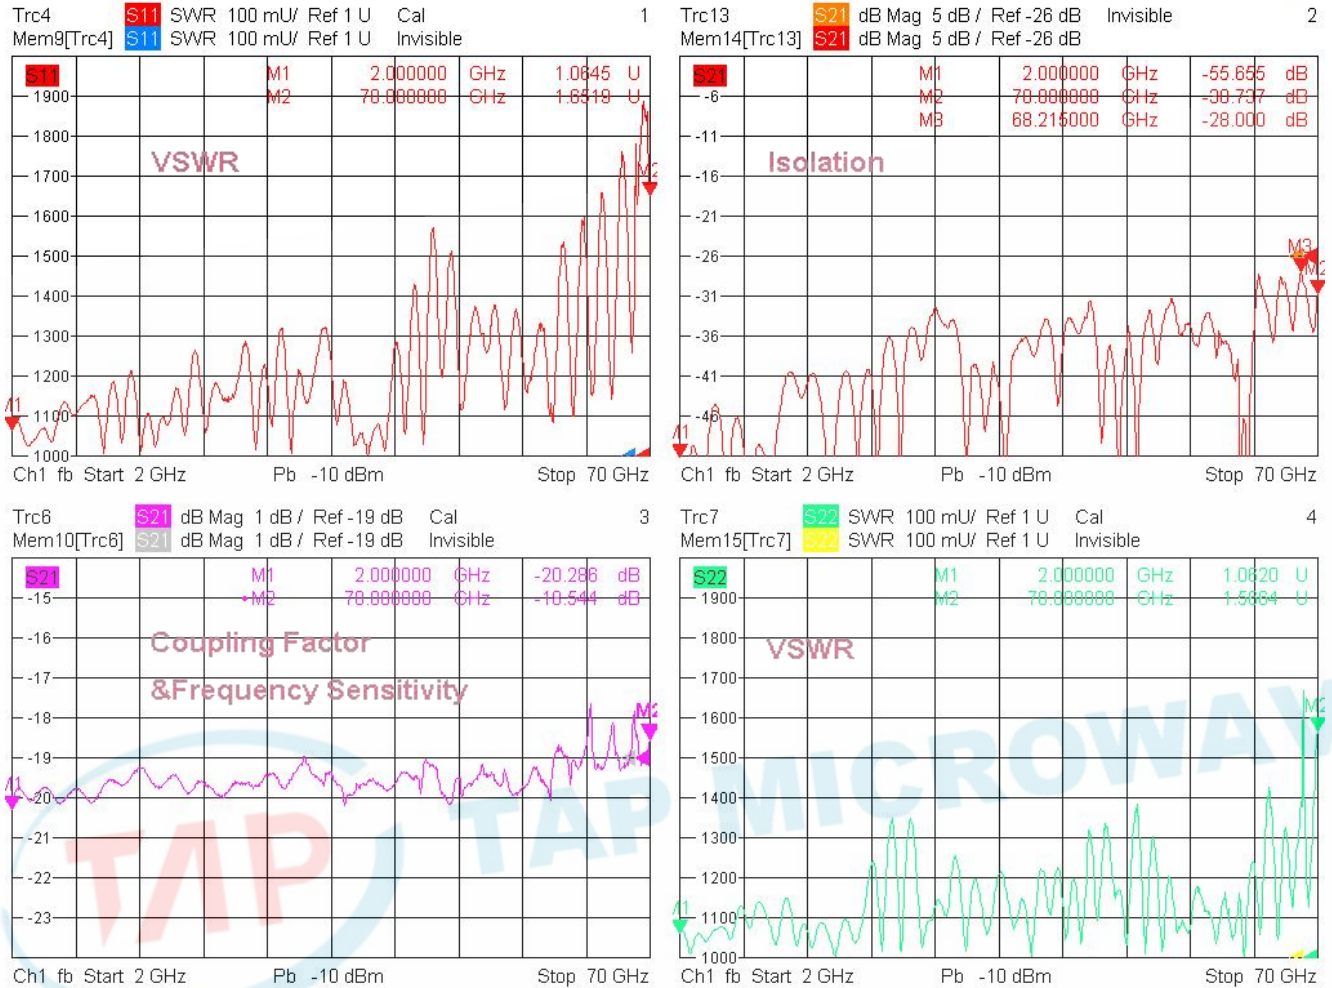 Trc4 S11 SWR 100 mU/ Ref 1 U Cal 1
Mem9[Trc4] S11 SWR 100 mU/ Ref 1 U Invisible
S11
M1 2.000000 GHz 1.0645 U
M2 70.000000 GHz 1.6519 U
1900
1800
VSWR
1700
1600
1500
1400
1300
1200
1100
1000
Ch1 fb Start 2 GHz Pb -10 dBm Stop 70 GHz
Trc13 S21 dB Mag 5 dB / Ref -26 dB Invisible 2
Mem14[Trc13] S21 dB Mag 5 dB / Ref -26 dB
S21
M1 2.000000 GHz -55.655 dB
M2 70.000000 GHz -30.737 dB
M3 68.215000 GHz -28.000 dB
-6
-11
Isolation
-16
-21
-26
M3
M2
-31
-36
-41
-46
Ch1 fb Start 2 GHz Pb -10 dBm Stop 70 GHz
Trc6 S21 dB Mag 1 dB / Ref -19 dB Cal 3
Mem10[Trc6] S21 dB Mag 1 dB / Ref -19 dB Invisible
S21
M1 2.000000 GHz -20.286 dB
•M2 70.000000 GHz dB
-15
-16
Coupling Factor
-17
&Frequency Sensitivity
-18
M2
-19
-20
-21
-22
-23
Ch1 fb Start 2 GHz Pb -10 dBm Stop 70 GHz
Trc7 S22 SWR 100 mU/ Ref 1 U Cal 4
Mem15[Trc7] S22 SWR 100 mU/ Ref 1 U Invisible
S22
M1 2.000000 GHz 1.0620 U
M2 70.000000 GHz U
1900
1800
VSWR
1700
1600
M2
1500
1400
1300
1200
1100
1000
Ch1 fb Start 2 GHz Pb -10 dBm Stop 70 GHz
TAP TAP MICROWAV